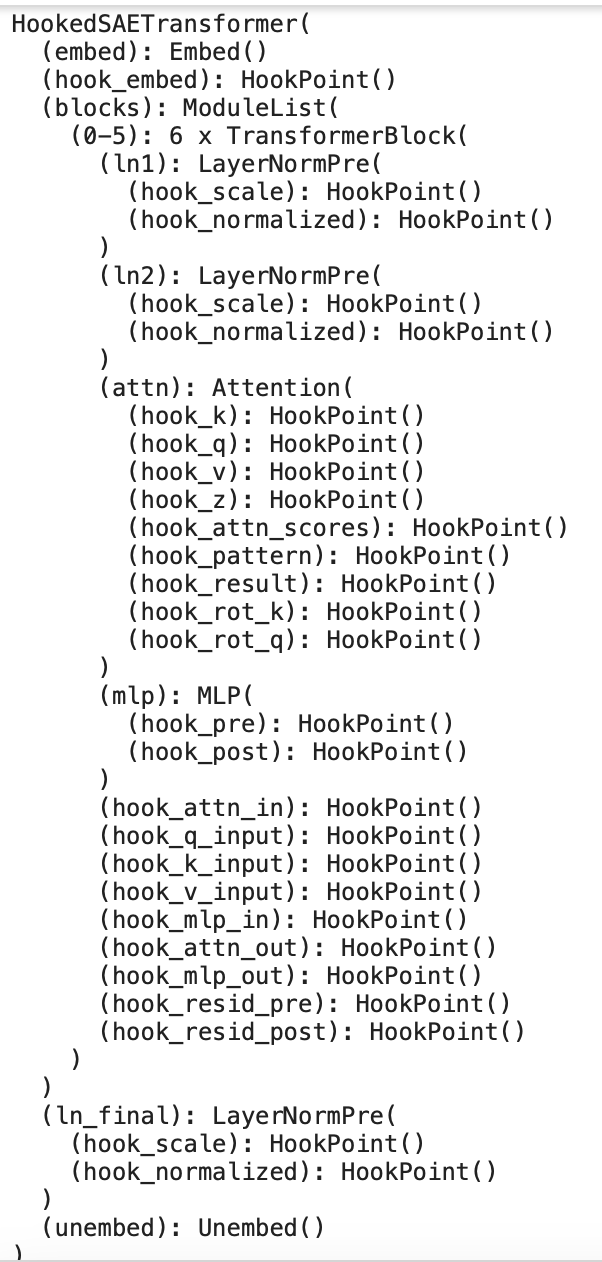 HookedSAETransformer(
  (embed): Embed()
  (hook_embed): HookPoint()
  (blocks): ModuleList(
    (0-5): 6 x TransformerBlock(
      (ln1): LayerNormPre(
        (hook_scale): HookPoint()
        (hook_normalized): HookPoint()
      )
      (ln2): LayerNormPre(
        (hook_scale): HookPoint()
        (hook_normalized): HookPoint()
      )
      (attn): Attention(
        (hook_k): HookPoint()
        (hook_q): HookPoint()
        (hook_v): HookPoint()
        (hook_z): HookPoint()
        (hook_attn_scores): HookPoint()
        (hook_pattern): HookPoint()
        (hook_result): HookPoint()
        (hook_rot_k): HookPoint()
        (hook_rot_q): HookPoint()
      )
      (mlp): MLP(
        (hook_pre): HookPoint()
        (hook_post): HookPoint()
      )
      (hook_attn_in): HookPoint()
      (hook_q_input): HookPoint()
      (hook_k_input): HookPoint()
      (hook_v_input): HookPoint()
      (hook_mlp_in): HookPoint()
      (hook_attn_out): HookPoint()
      (hook_mlp_out): HookPoint()
      (hook_resid_pre): HookPoint()
      (hook_resid_post): HookPoint()
    )
  )
  (ln_final): LayerNormPre(
    (hook_scale): HookPoint()
    (hook_normalized): HookPoint()
  )
  (unembed): Unembed()
)